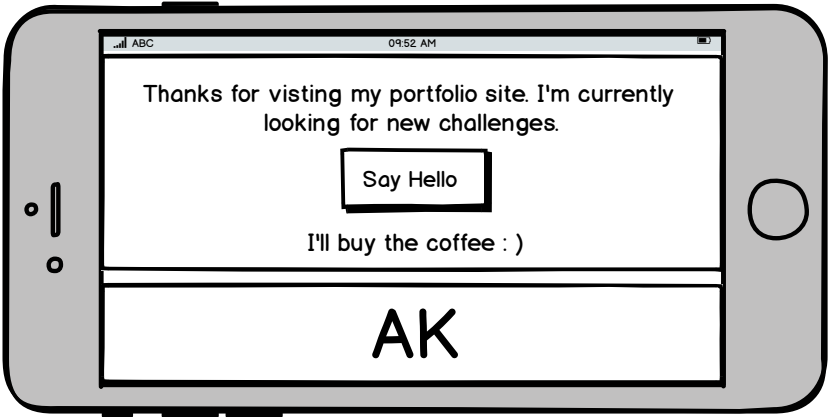 ABC 09:52 AM
Thanks for visting my portfolio site. I'm currently
looking for new challenges.
Say Hello
I'll buy the coffee : )
AK